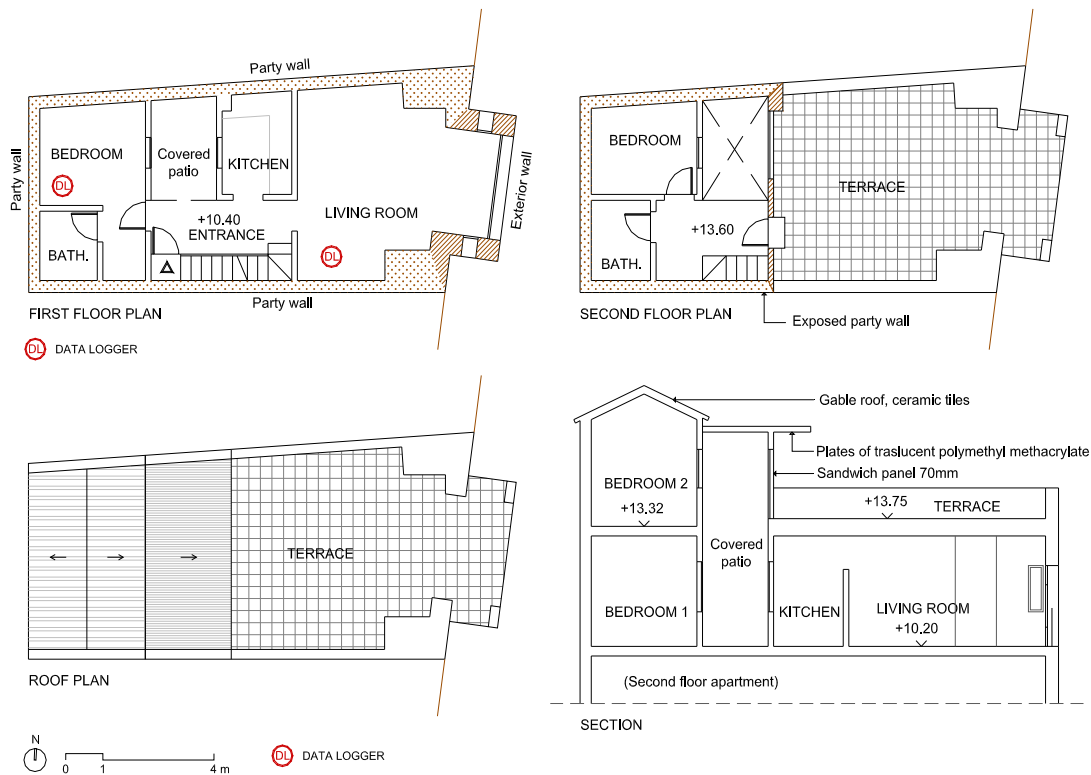 Party wall
Party wall
BEDROOM
Covered
patio
KITCHEN
DL
Exterior wall
LIVING ROOM
+10.40
ENTRANCE
BATH.
DL
Party wall
FIRST FLOOR PLAN
DL DATA LOGGER
BEDROOM
TERRACE
+13.60
BATH.
SECOND FLOOR PLAN
Exposed party wall
TERRACE
ROOF PLAN
N
0 1 4 m
DL DATA LOGGER
Gable roof, ceramic tiles
Plates of traslucent polymethyl methacrylate
Sandwich panel 70mm
BEDROOM 2
+13.32
+13.75
TERRACE
Covered
patio
BEDROOM 1
KITCHEN
LIVING ROOM
+10.20
(Second floor apartment)
SECTION